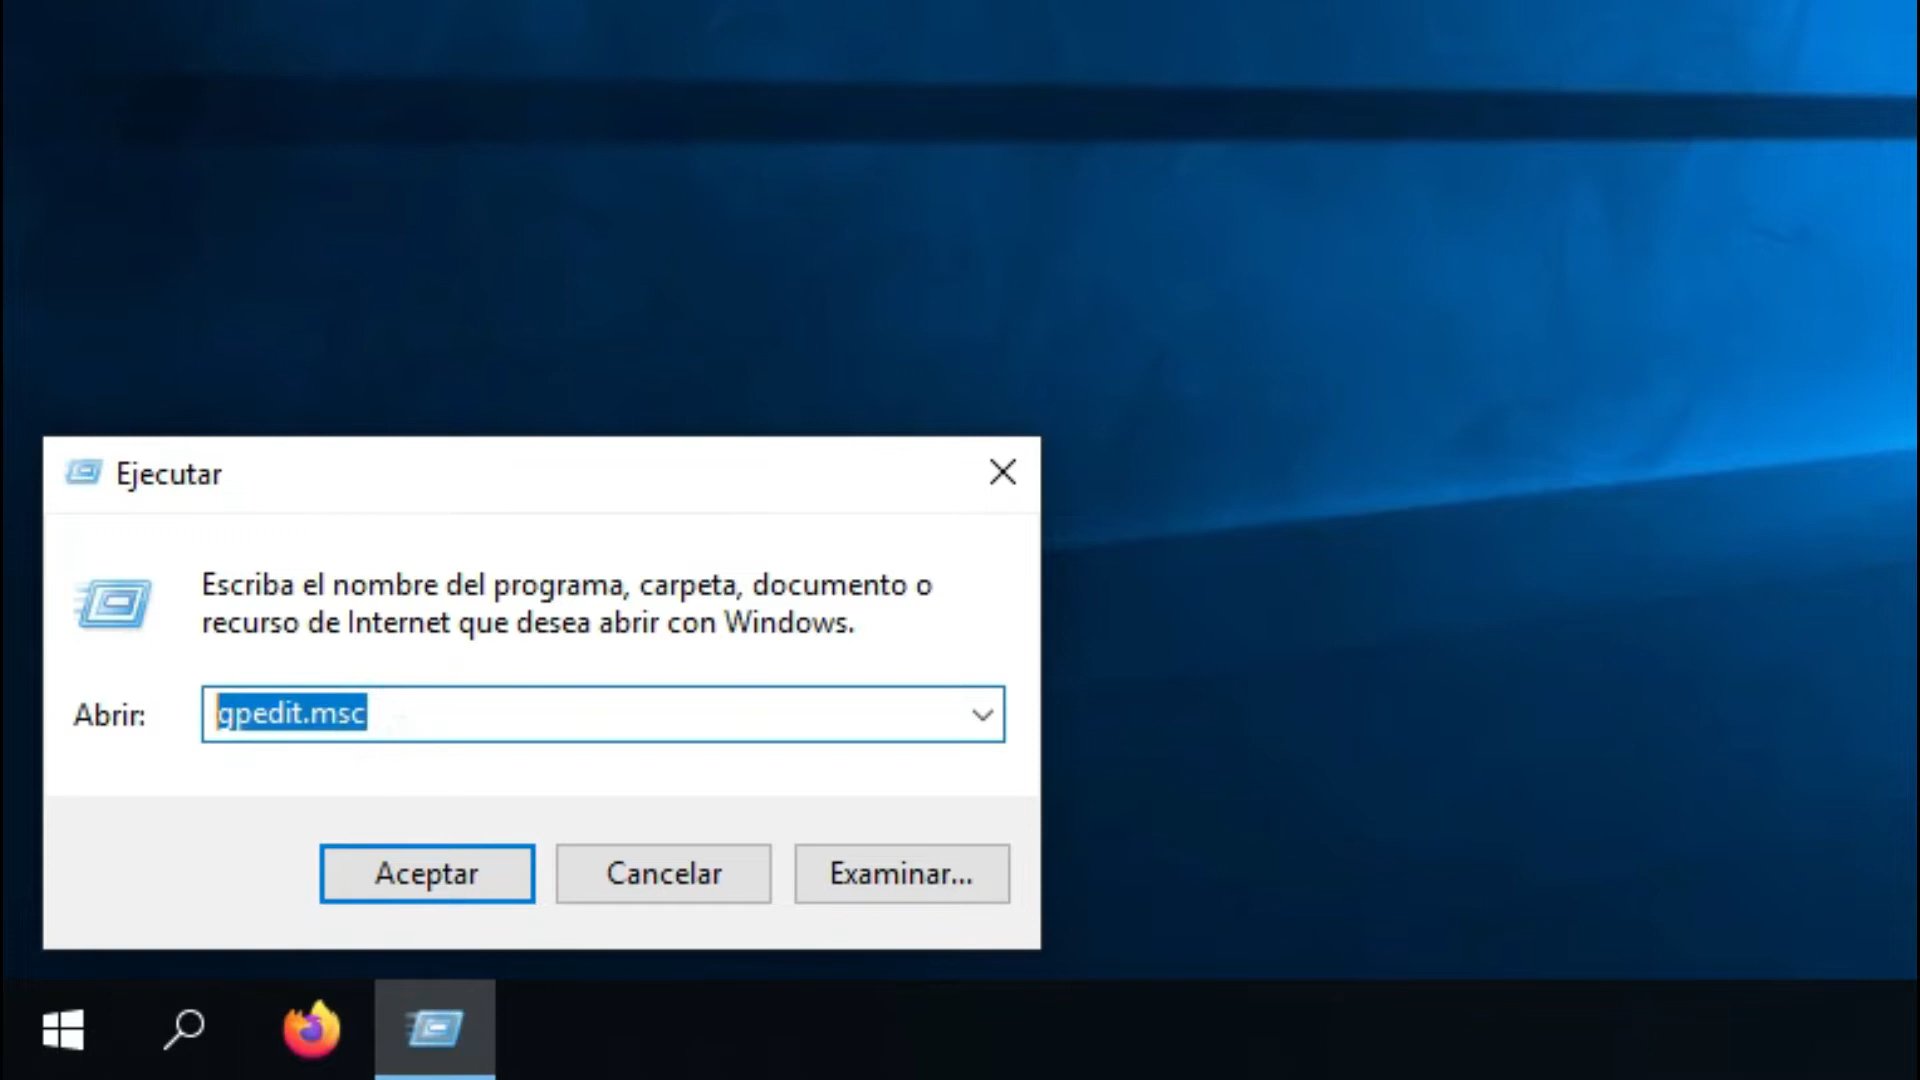 Ejecutar
Escriba el nombre del programa, carpeta, documento o
recurso de Internet que desea abrir con Windows.
Abrir:
gpedit.msc
Aceptar
Cancelar
Examinar...